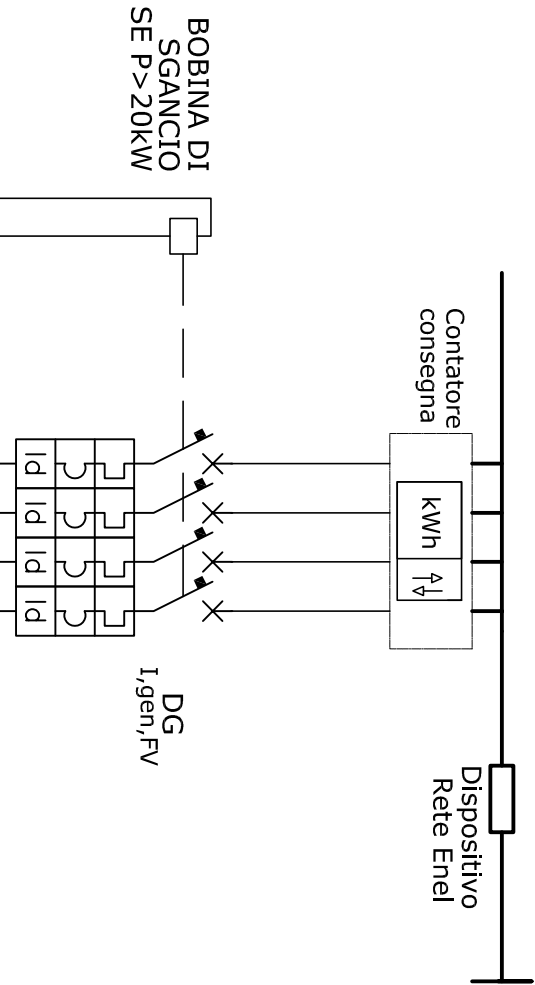 BOBINA DI
SGANCIO
SE P>20kW
Contatore
consegna
kWh
Id
Id
Id
Id
DG
I,gen,FV
Dispositivo
Rete Enel